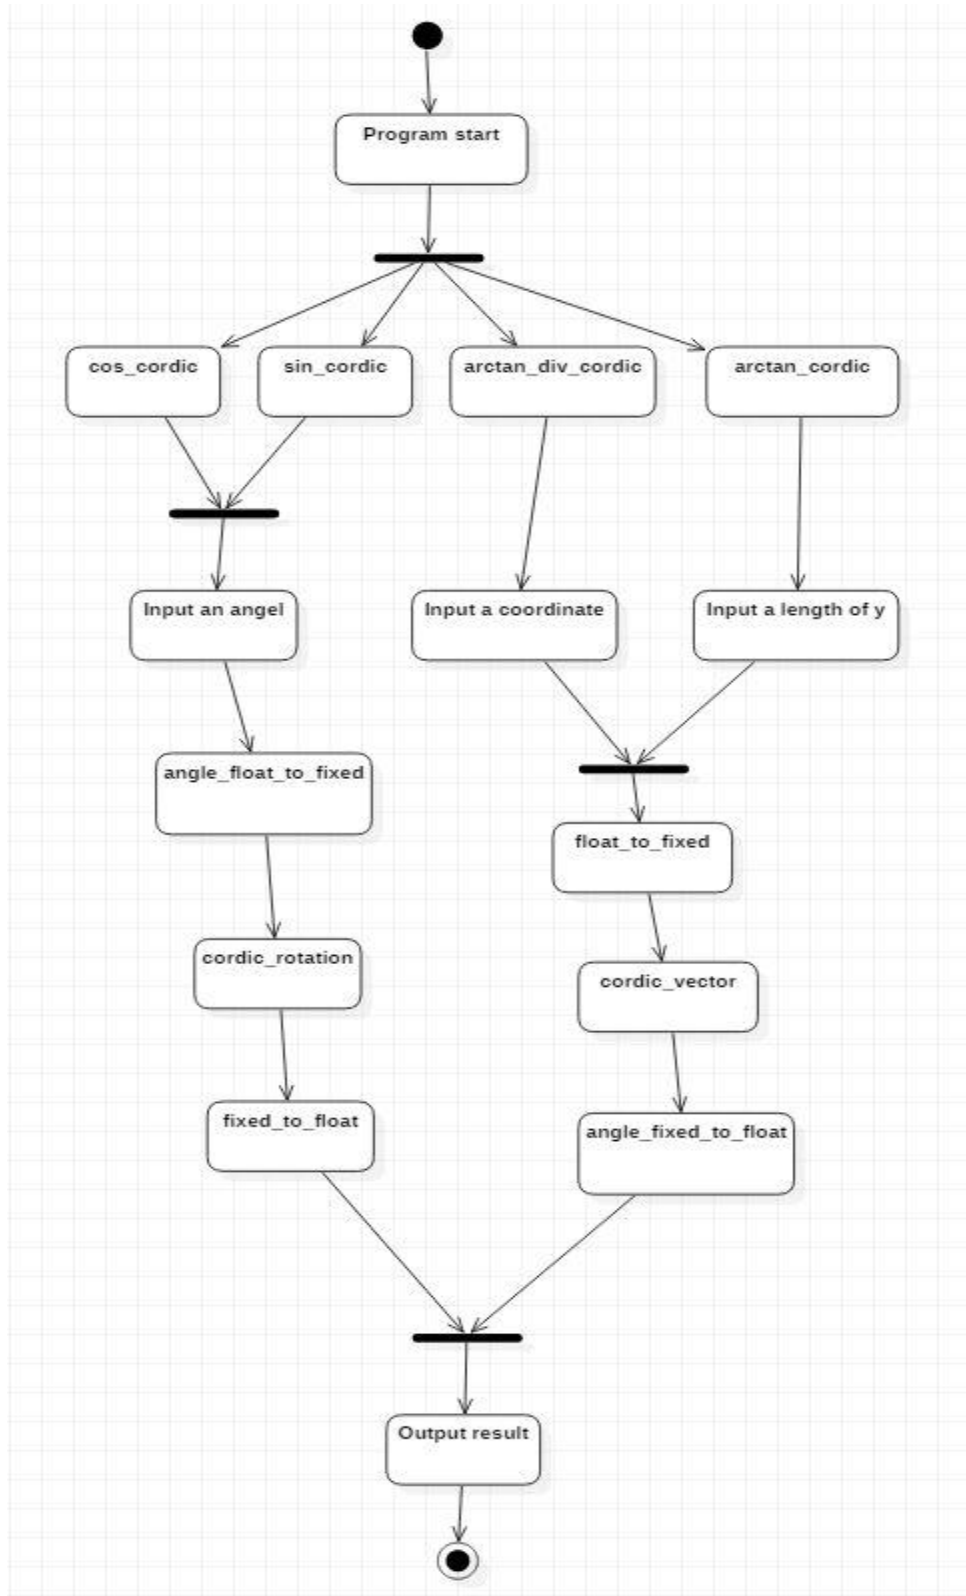 Program start
cos_cordic
sin_cordic
arctan_div_cordic
arctan_cordic
Input an angel
Input a coordinate
Input a length of y
angle_float_to_fixed
float_to_fixed
cordic_rotation
cordic_vector
fixed_to_float
angle_fixed_to_float
Output result